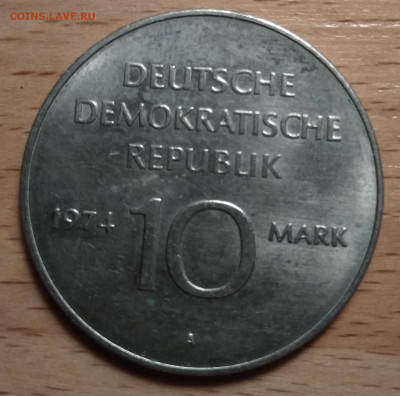 COINS.LAVE.RU
DEUTSCHE
DEMOKRATISCHE
REPUBLIK
1974 10 MARK
A